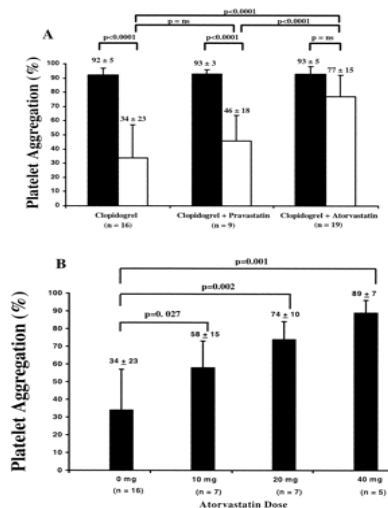 p<0.0001
p = ns
p<0.0001
A
p<0.0001
p<0.0001
p = ns
92 ± 5
93 ± 3
93 ± 5
77 ± 15
34 ± 23
46 ± 18
Platelet Aggregation (%)
100
90
80
70
60
50
40
30
20
10
0
Clopidogrel
(n = 16)
Clopidogrel + Pravastatin
(n = 9)
Clopidogrel + Atorvastatin
(n = 19)
B
p=0.001
p=0.002
p=0. 027
34 ± 23
58 ± 15
74 ± 10
89 ± 7
Platelet Aggregation (%)
100
90
80
70
60
50
40
30
20
10
0
0 mg
(n = 16)
10 mg
(n = 7)
20 mg
(n = 7)
40 mg
(n = 5)
Atorvastatin Dose